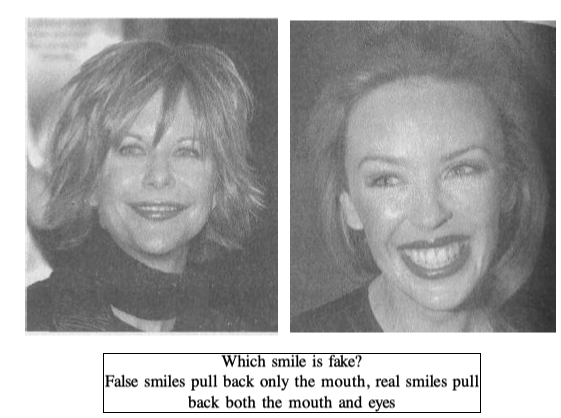 Which smile is fake?
False smiles pull back only the mouth, real smiles pull
back both the mouth and eyes